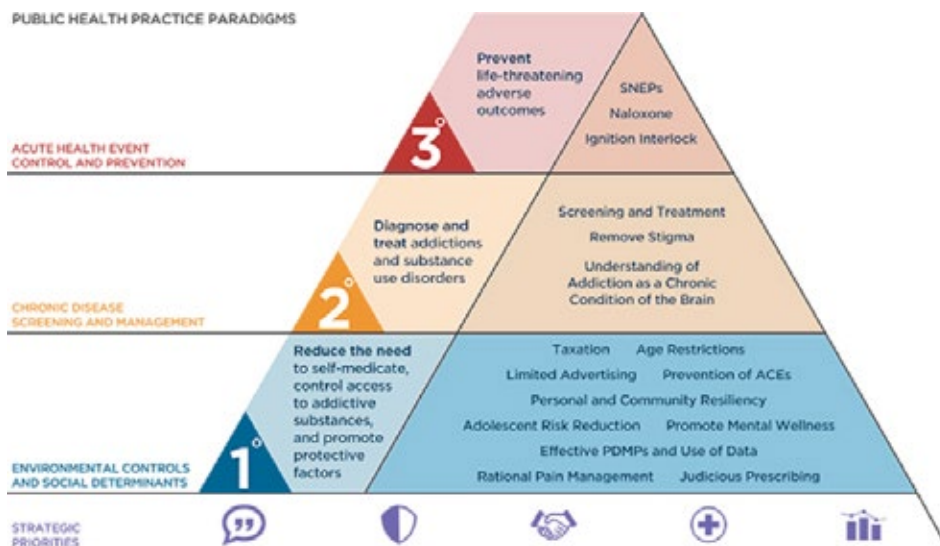 PUBLIC HEALTH PRACTICE PARADIGMS
Prevent
life-threatening
adverse
outcomes
SNEPs
Naloxone
Ignition Interlock
3°
ACUTE HEALTH EVENT
CONTROL AND PREVENTION
Diagnose and
treat addictions
and substance
use disorders
Screening and Treatment
Remove Stigma
Understanding of
Addiction as a Chronic
Condition of the Brain
2°
CHRONIC DISEASE
SCREENING AND MANAGEMENT
Reduce the need
to self-medicate,
control access
to addictive
substances,
and promote
protective
factors
Taxation Age Restrictions
Limited Advertising Prevention of ACEs
Personal and Community Resiliency
Adolescent Risk Reduction Promote Mental Wellness
Effective PDMPs and Use of Data
Rational Pain Management Judicious Prescribing
1°
ENVIRONMENTAL CONTROLS
AND SOCIAL DETERMINANTS
STRATEGIC
PRIORITIES